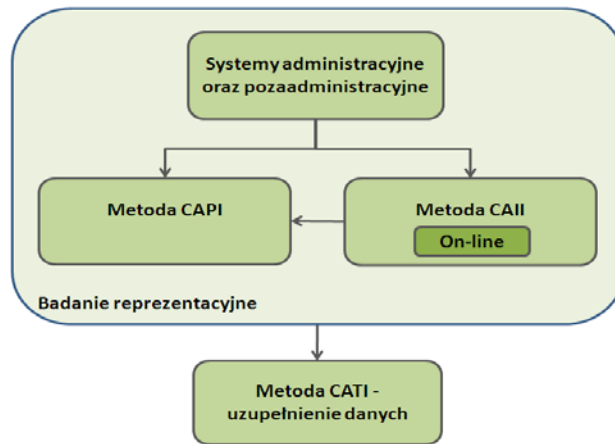 Systemy administracyjne
oraz pozaadministracyjne
Metoda CAPI
Metoda CAII
On-line
Badanie reprezentacyjne
Metoda CATI -
uzupełnienie danych